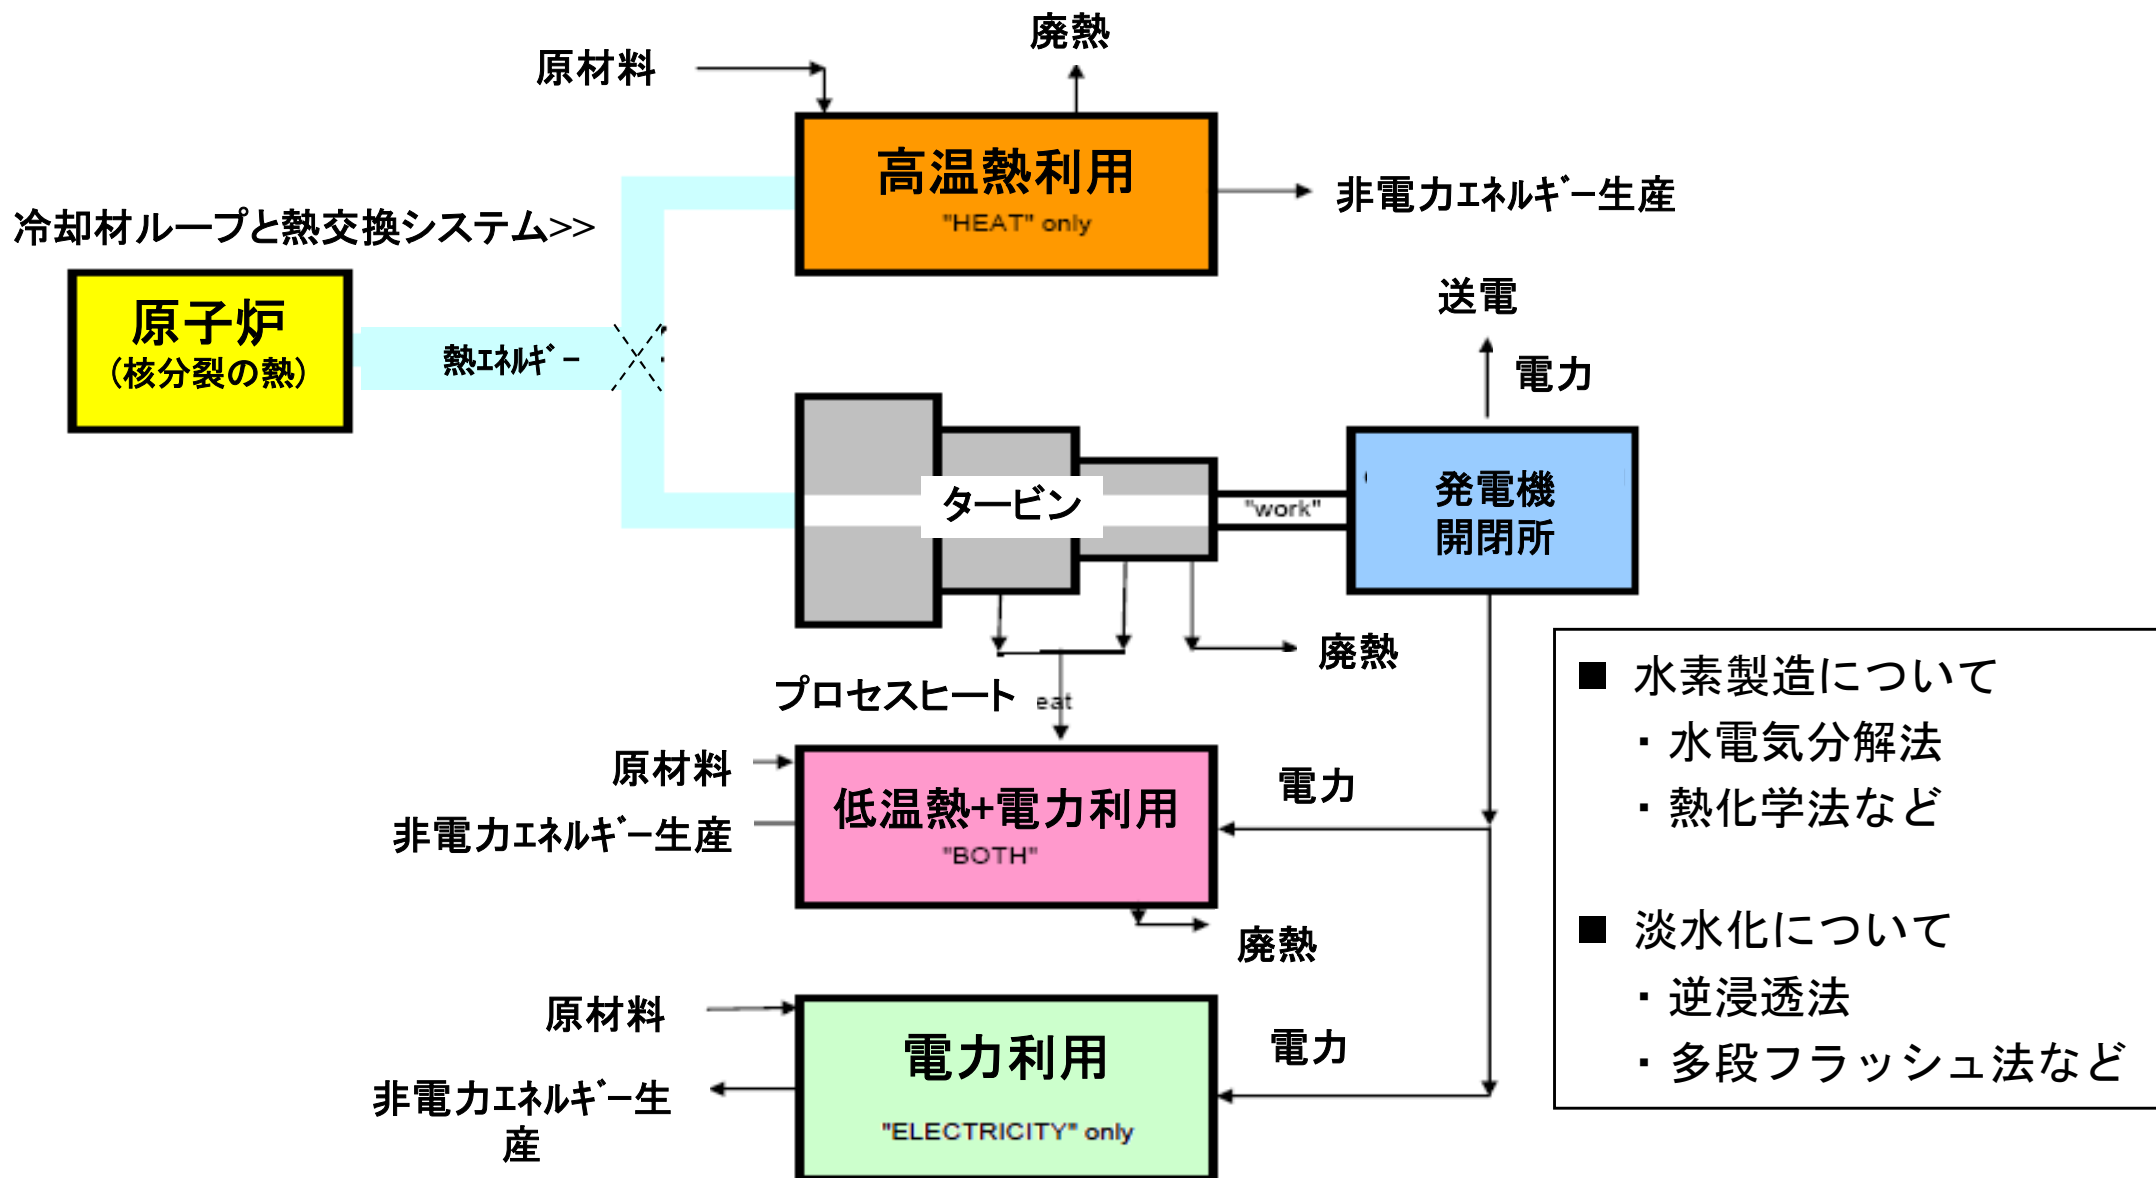 廃熱
原材料
高温熱利用
"HEAT" only
非電力ｴﾈﾙｷﾞｰ生産
冷却材ループと熱交換システム>>
原子炉
(核分裂の熱)
熱ｴﾈﾙｷﾞｰ
送電
電力
タービン
"work"
発電機
開閉所
廃熱
プロセスヒート
eat
原材料
非電力ｴﾈﾙｷﾞｰ生産
低温熱+電力利用
"BOTH"
電力
廃熱
原材料
非電力ｴﾈﾙｷﾞｰ生
産
電力利用
"ELECTRICITY" only
電力
■ 水素製造について
・水電気分解法
・熱化学法など
■ 淡水化について
・逆浸透法
・多段フラッシュ法など